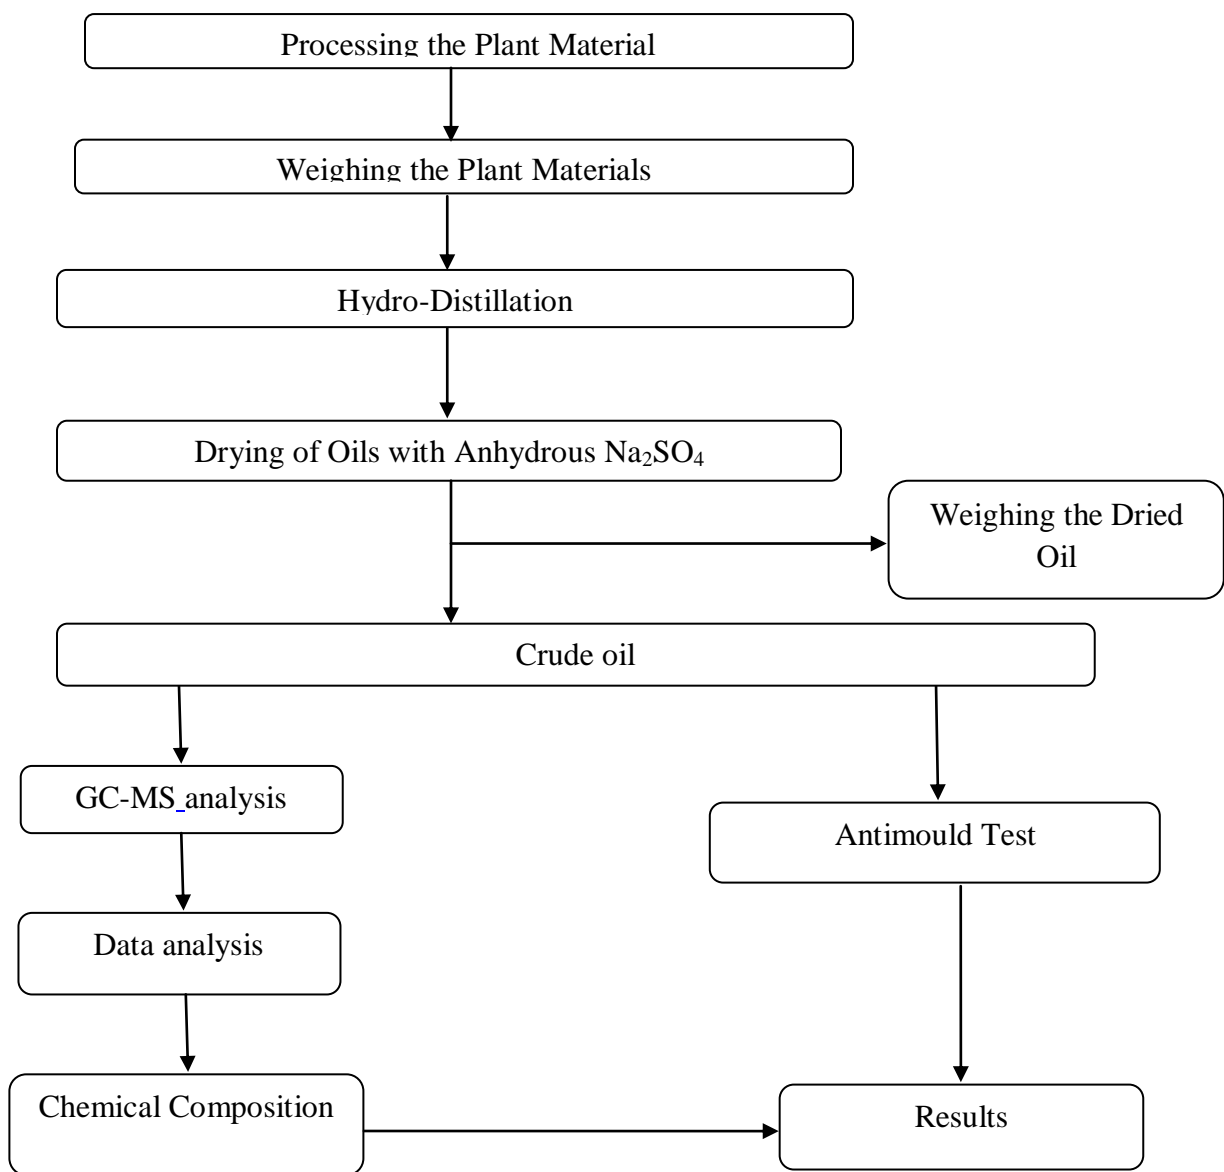 Processing the Plant Material
Weighing the Plant Materials
Hydro-Distillation
Drying of Oils with Anhydrous Na₂SO₄
Weighing the Dried
Oil
Crude oil
GC-MS analysis
Antimould Test
Data analysis
Chemical Composition
Results